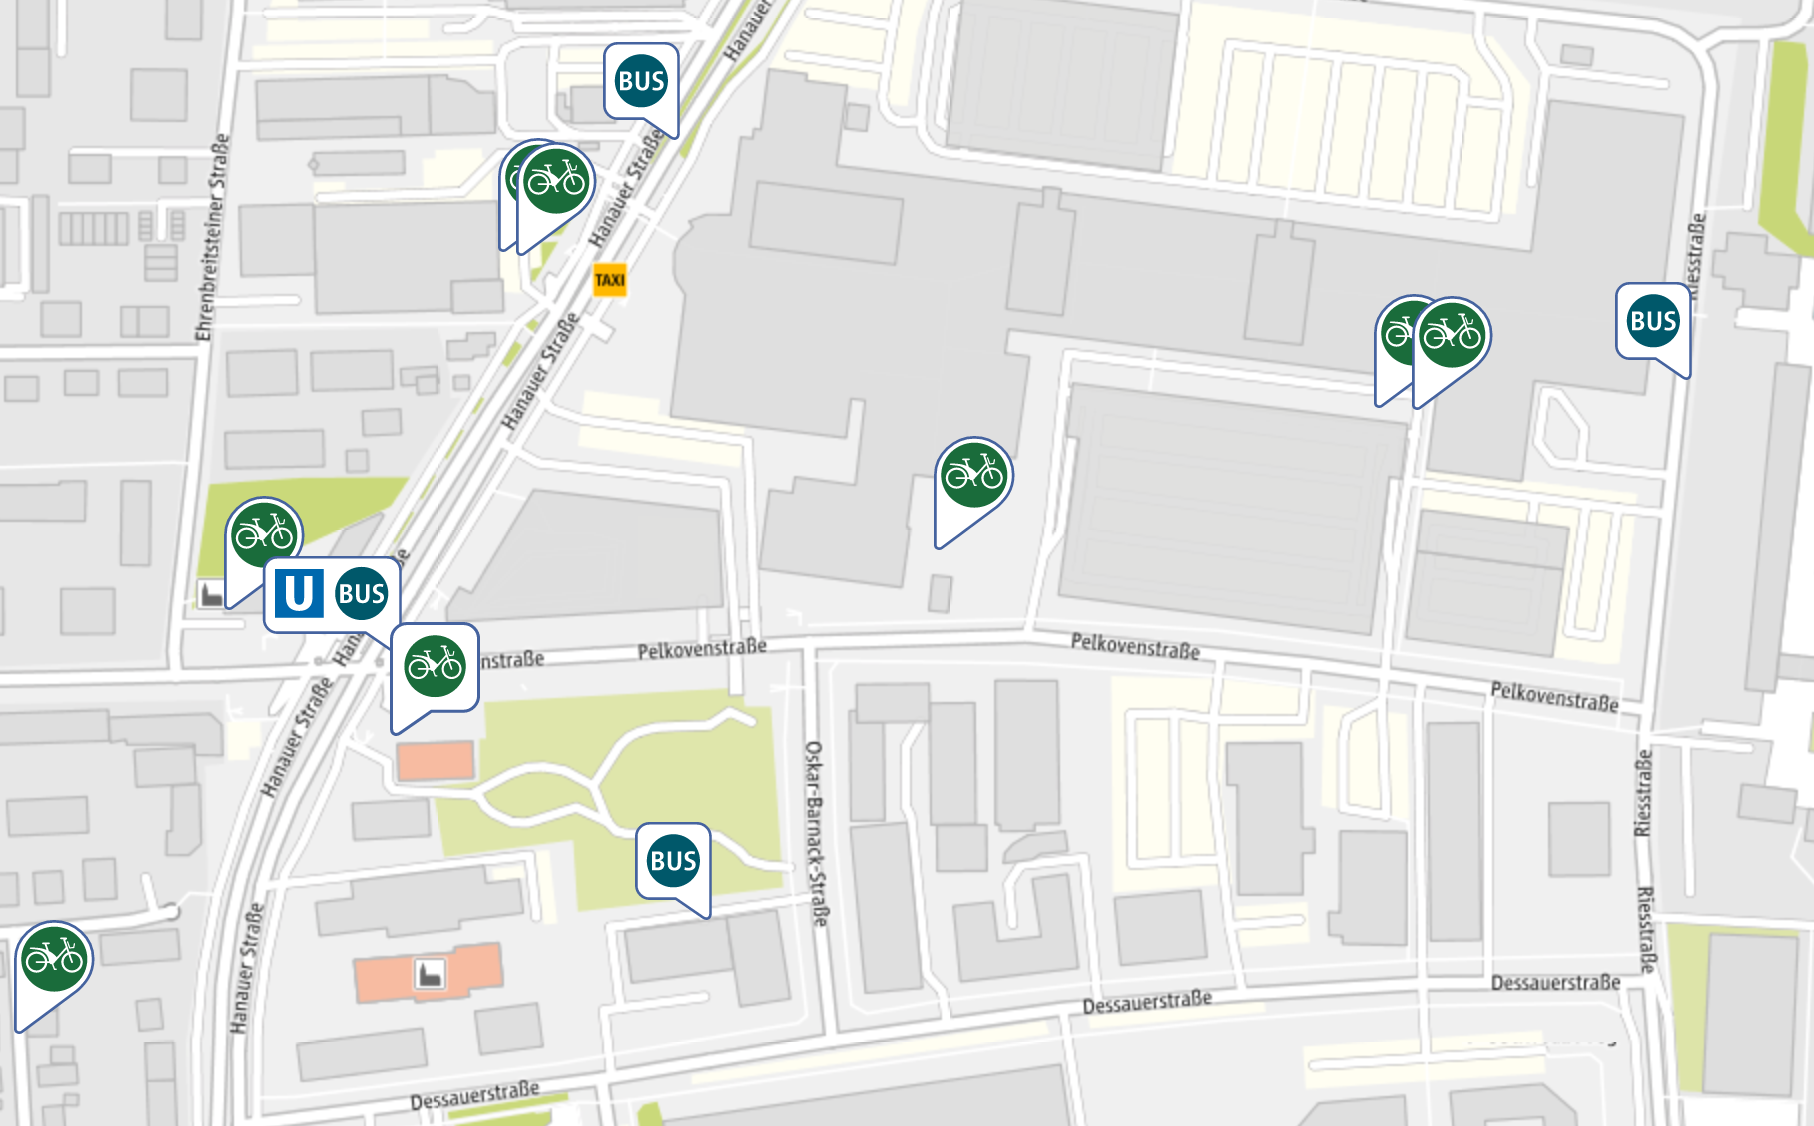 Hanauer
BUS
Hanauer Straße
Ehrenbreitsteiner Straße
TAXI
Riesstraße
BUS
Hanauer Straße
U BUS
Pelkovenstraße
Pelkovenstraße
nstraße
Pelkovenstraße
Hanauer Straße
Oskar-Barnack-Straße
Riesstraße
BUS
Riesstraße
Hanauer Straße
Dessauerstraße
Dessauerstraße
Dessauerstraße